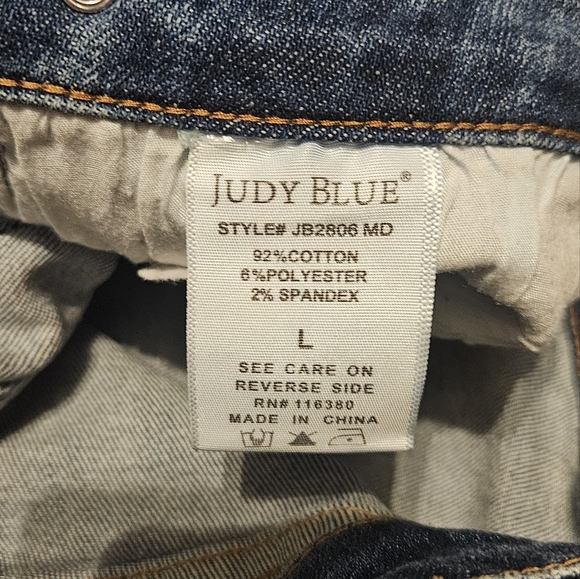 JUDY BLUE®
STYLE# JB2806 MD
92%COTTON
6%POLYESTER
2% SPANDEX
L
SEE CARE ON
REVERSE SIDE
RN# 116380
MADE IN CHINA